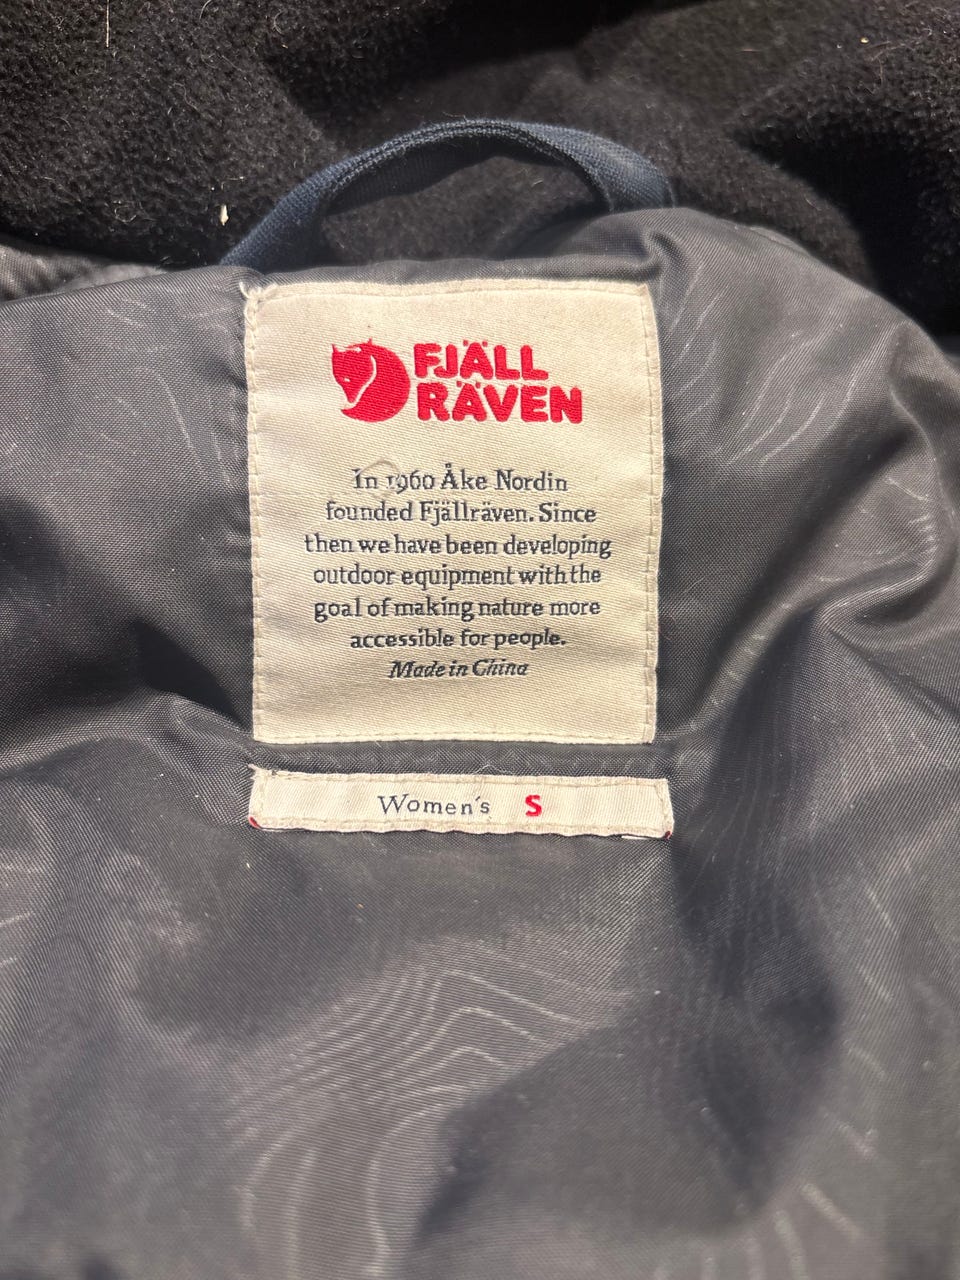 FJÄLL
RÄVEN
In 1960 Åke Nordin
founded Fjällräven. Since
then we have been developing
outdoor equipment with the
goal of making nature more
accessible for people.
Made in China
Women's S